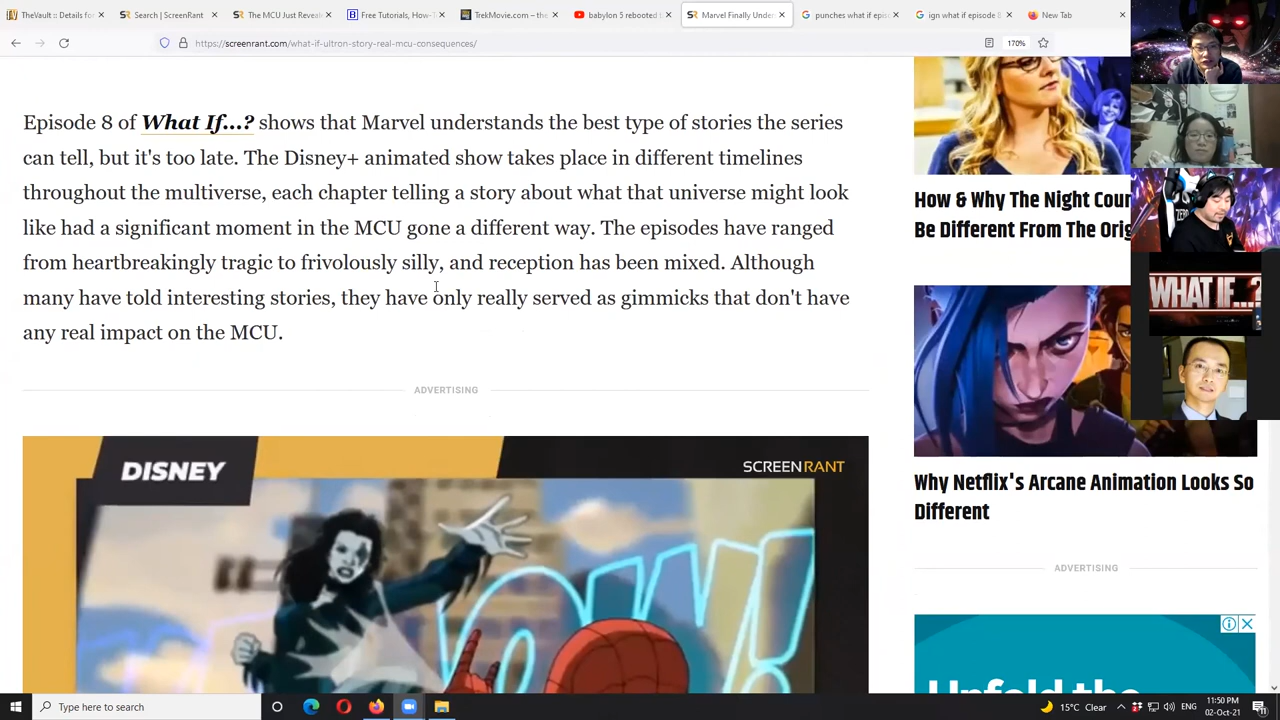 TheVault :: Details fo
Search | ScreenRant
The MCU Just Reveal
Free Tutorials, How-
TrekMovie.com – the
babylon 5 rebooted
Marvel Finally Under
punches what if epis
ign what if episode 8
New Tab
https://screenrant.com/what-if-ultron-story-real-mcu-consequences/
170%
Episode 8 of What If...? shows that Marvel understands the best type of stories the series
can tell, but it's too late. The Disney+ animated show takes place in different timelines
throughout the multiverse, each chapter telling a story about what that universe might look
like had a significant moment in the MCU gone a different way. The episodes have ranged
from heartbreakingly tragic to frivolously silly, and reception has been mixed. Although
many have told interesting stories, they have only really served as gimmicks that don't have
any real impact on the MCU.
ADVERTISING
DISNEY
SCREENRANT
How & Why The Night Cour
Be Different From The Orig
WHAT IF...?
Why Netflix's Arcane Animation Looks So
Different
ADVERTISING
Unfold the
Type here to search
15°C Clear
ENG
11:50 PM
02-Oct-21